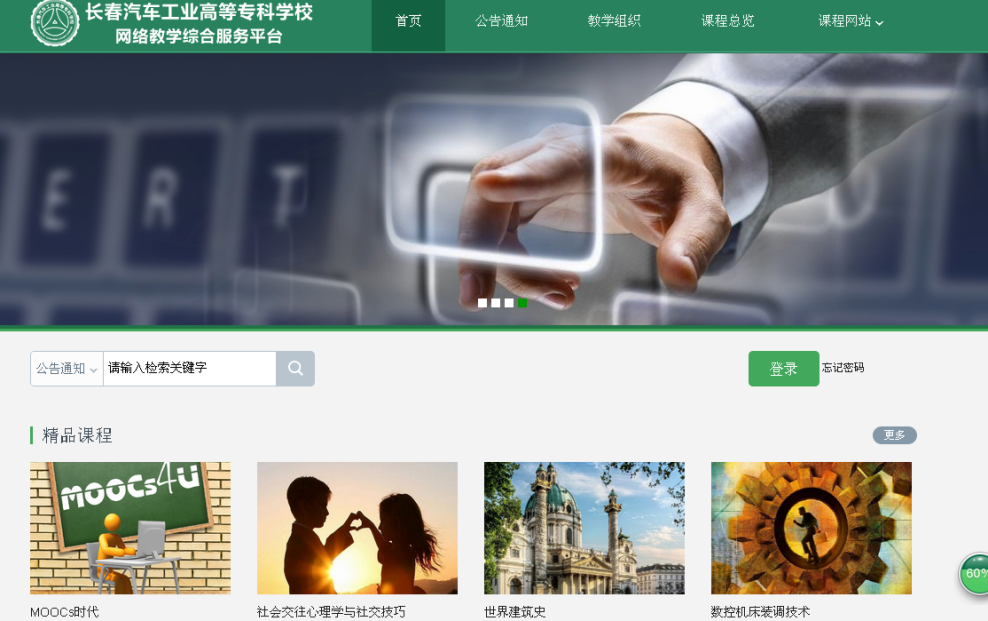 长春汽车工业高等专科学校
网络教学综合服务平台
首页
公告通知
教学组织
课程总览
课程网站
E R T
公告通知
请输入检索关键字
登录
忘记密码
精品课程
更多
MOOCs4U
60%
MOOCs时代
社会交往心理学与社交技巧
世界建筑史
数控机床装调技术